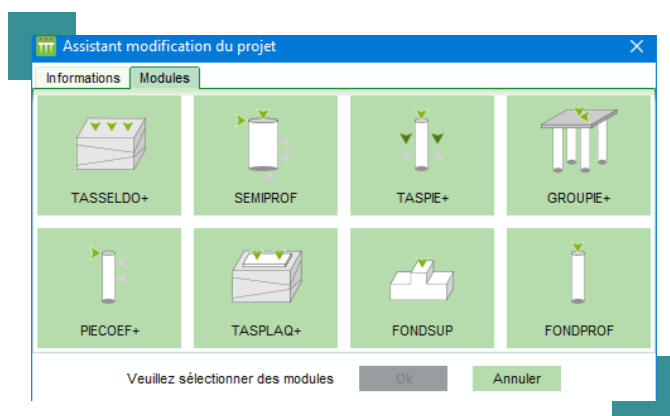 Assistant modification du projet
Informations Modules
TASSELDO+ SEMIPROF TASPIE+ GROUPIE+
PIECOEF+ TASPLAQ+ FONDSUP FONDPROF
Veuillez sélectionner des modules Ok Annuler